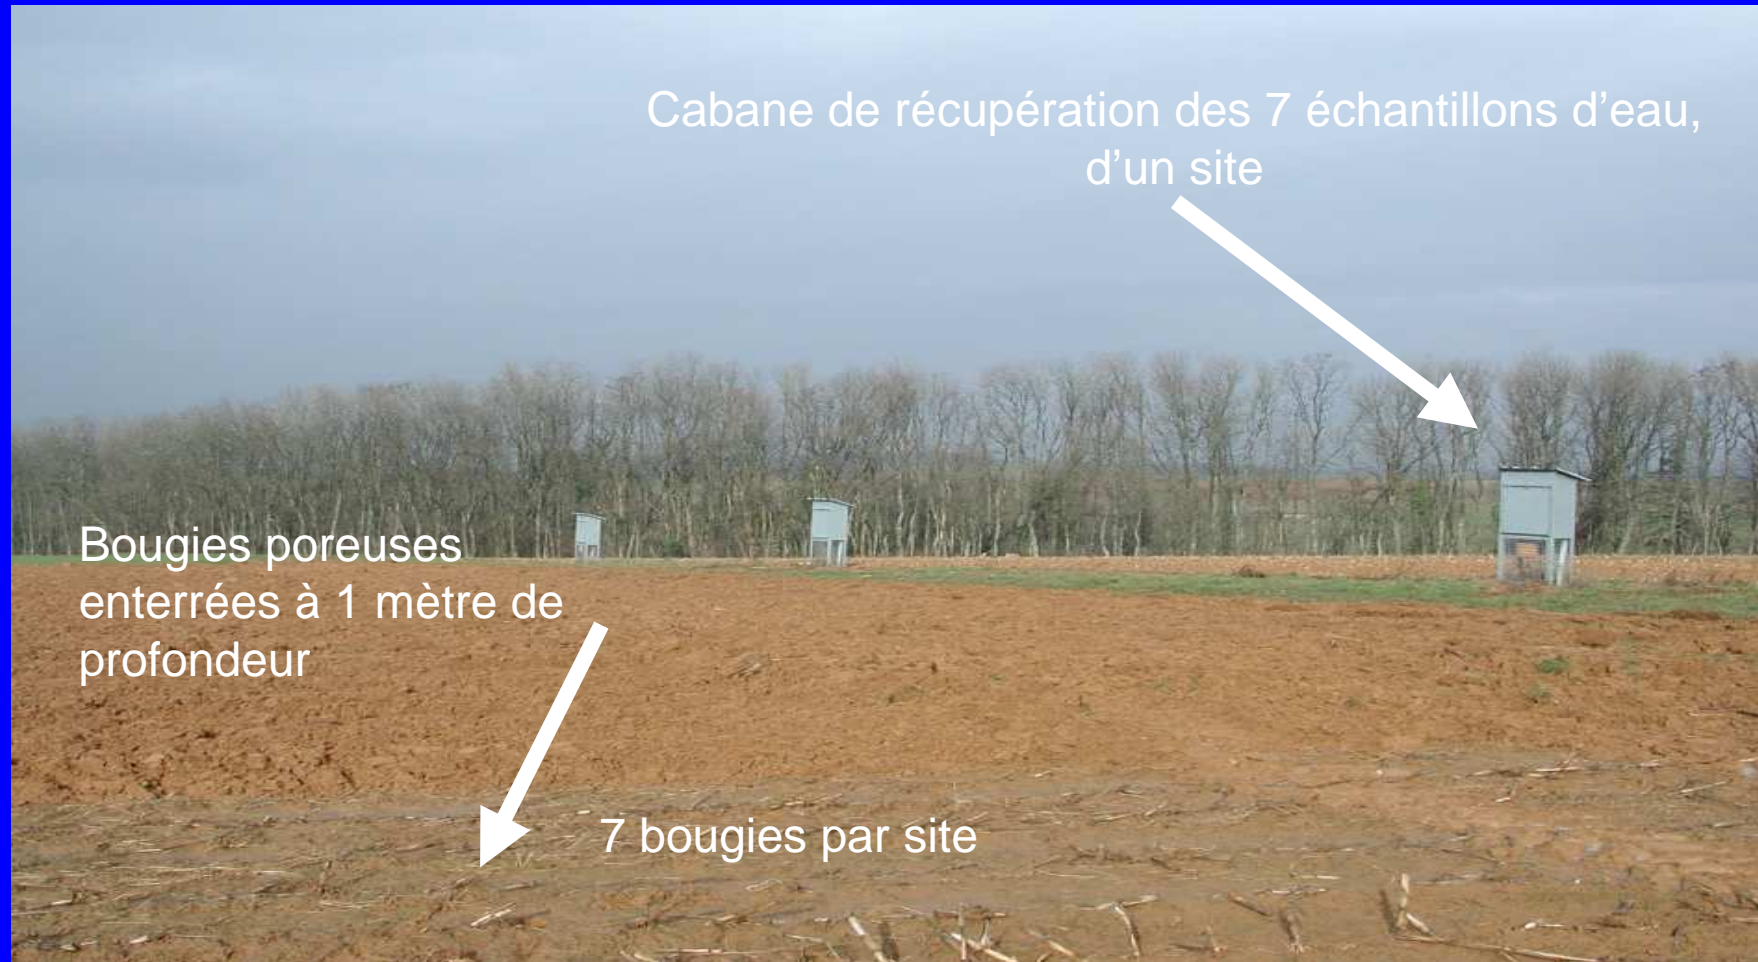 Cabane de récupération des 7 échantillons d’eau,
d’un site
Bougies poreuses
enterrées à 1 mètre de
profondeur
7 bougies par site